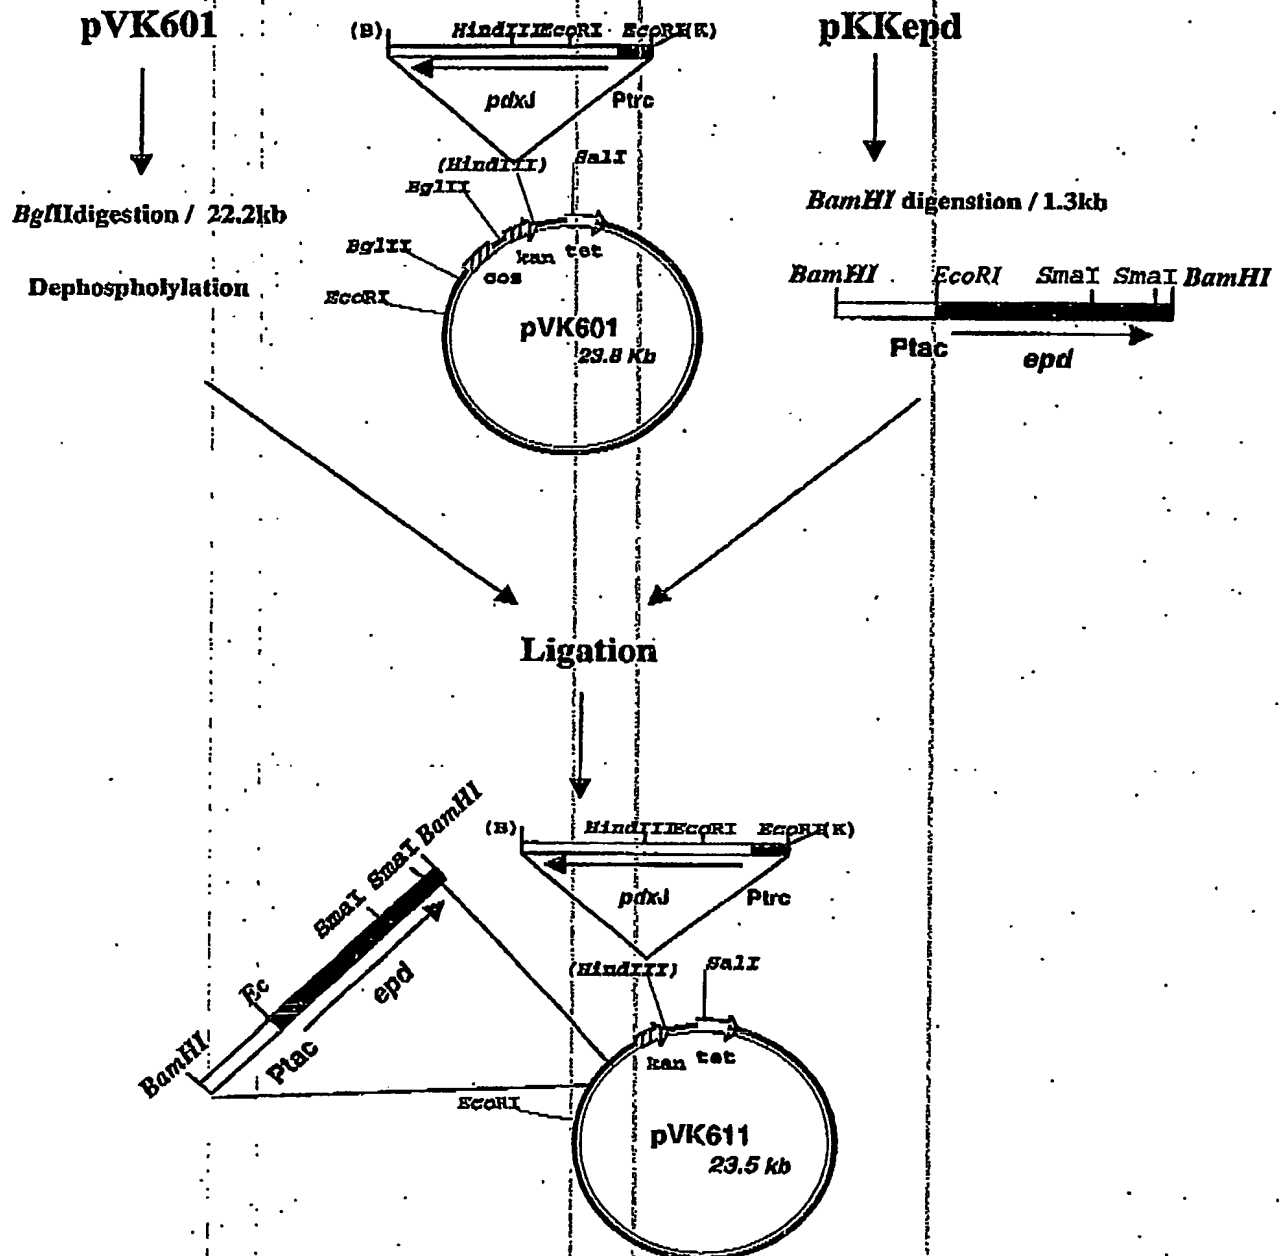 pVK601
pKKepd
(B) HindIII EcoRI EcoRI (K)
pdxJ Ptrc
(HindIII) SalI
BglII
BglII
EcoRI
cos kan tet
pVK601
23.8 Kb
BglIIdigestion / 22.2kb
Dephospholylation
BamHI digenstion / 1.3kb
BamHI EcoRI SmaI SmaI BamHI
Ptac epd
Ligation
(B) HindIII EcoRI EcoRI (K)
pdxJ Ptrc
(HindIII) SalI
kan tet
BamHI Ec SmaI SmaI BamHI
Ptac epd
EcoRI
pVK611
23.5 kb